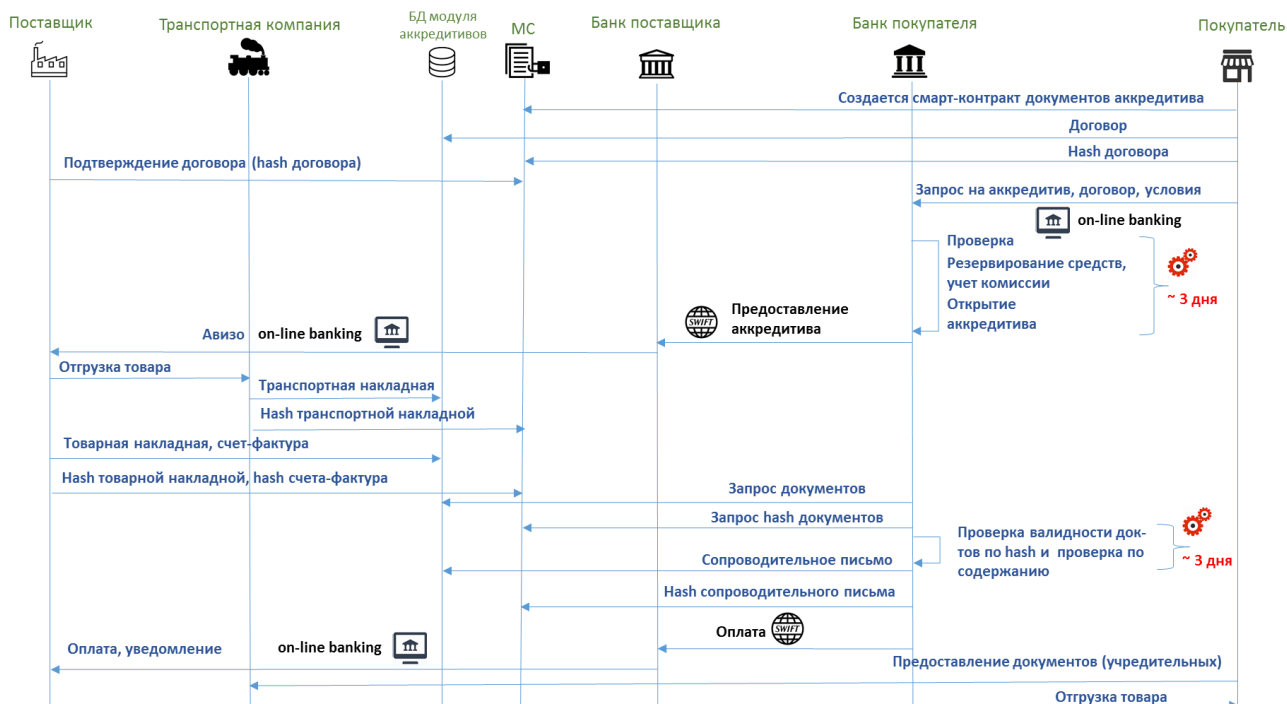 Поставщик
Транспортная компания
БД модуля
аккредитивов
МС
Банк поставщика
Банк покупателя
Покупатель
Создается смарт-контракт документов аккредитива
Договор
Hash договора
Подтверждение договора (hash договора)
Запрос на аккредитив, договор, условия
on-line banking
Проверка
Резервирование средств,
учет комиссии
Открытие
аккредитива
~ 3 дня
SWIFT
Предоставление
аккредитива
Авизо
on-line banking
Отгрузка товара
Транспортная накладная
Hash транспортной накладной
Товарная накладная, счет-фактура
Hash товарной накладной, hash счета-фактура
Запрос документов
Запрос hash документов
Проверка валидности док-
тов по hash и проверка по
содержанию
~ 3 дня
Сопроводительное письмо
Hash сопроводительного письма
Оплата
SWIFT
Оплата, уведомление
on-line banking
Предоставление документов (учредительных)
Отгрузка товара